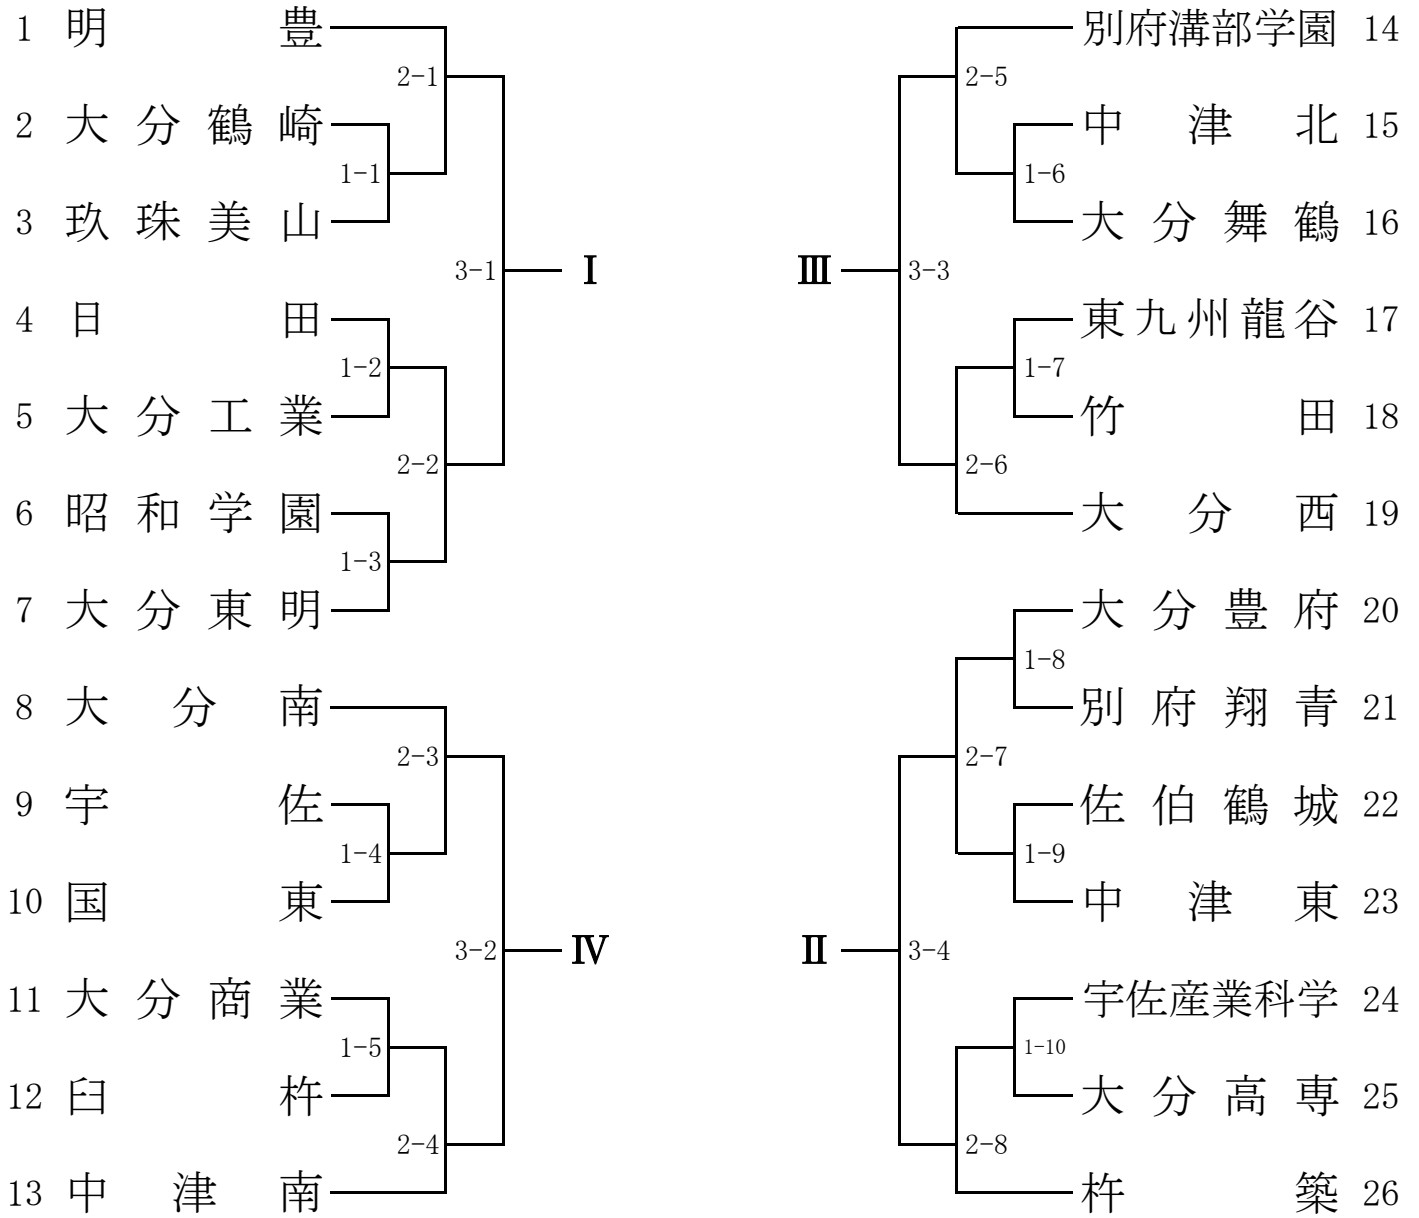 1 明豊
2-1
2 大分鶴崎
1-1
3 玖珠美山
3-1
Ⅰ
4 日田
1-2
5 大分工業
2-2
6 昭和学園
1-3
7 大分東明
8 大分南
2-3
9 宇佐
1-4
10 国東
3-2
Ⅳ
11 大分商業
1-5
12 臼杵
2-4
13 中津南
別府溝部学園 14
2-5
中津北 15
1-6
大分舞鶴 16
Ⅲ
3-3
東九州龍谷 17
1-7
竹田 18
2-6
大分西 19
大分豊府 20
1-8
別府翔青 21
2-7
佐伯鶴城 22
1-9
中津東 23
Ⅱ
3-4
宇佐産業科学 24
1-10
大分高専 25
2-8
杵築 26